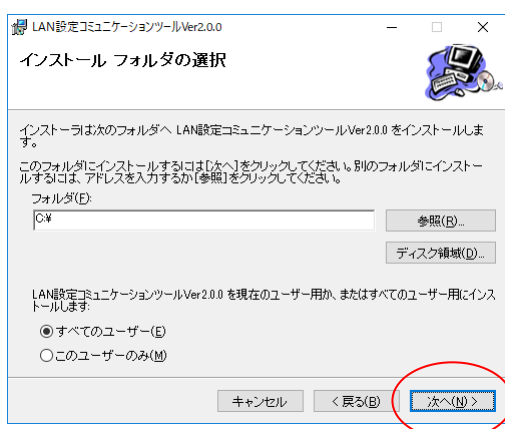 LAN設定コミュニケーションツールVer2.0.0
インストール フォルダの選択
インストーラは次のフォルダへ LAN設定コミュニケーションツールVer2.0.0 をインストールしま
す。
このフォルダにインストールするには[次へ]をクリックしてください。別のフォルダにインストー
ルするには、アドレスを入力するか[参照]をクリックしてください。
フォルダ(F):
C:¥
参照(R)...
ディスク領域(D)...
LAN設定コミュニケーションツールVer2.0.0 を現在のユーザー用か、またはすべてのユーザー用にインス
トールします:
すべてのユーザー(E)
このユーザーのみ(M)
キャンセル
< 戻る(B)
次へ(N) >